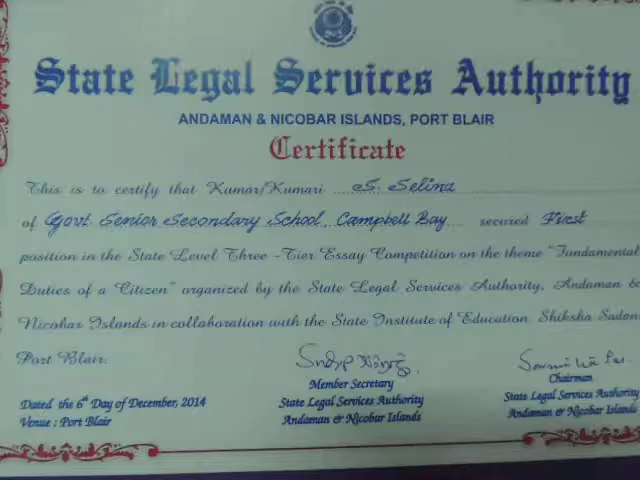 State Legal Services Authority
ANDAMAN & NICOBAR ISLANDS, PORT BLAIR
Certificate
This is to certify that Kumar/Kumari ....S. Selina
of Govt. Senior Secondary School, Campbell Bay.... secured First
position in the State Level Three -Tier Essay Competition on the theme "Fundamental
Duties of a Citizen" organized by the State Legal Services Authority, Andaman &
Nicobar Islands in collaboration with the State Institute of Education, Shiksha Sadan
Port Blair.
Member Secretary
State Legal Services Authority
Andaman & Nicobar Islands
Chairman
State Legal Services Authority
Andaman & Nicobar Islands
Dated the 6th Day of December, 2014
Venue : Port Blair